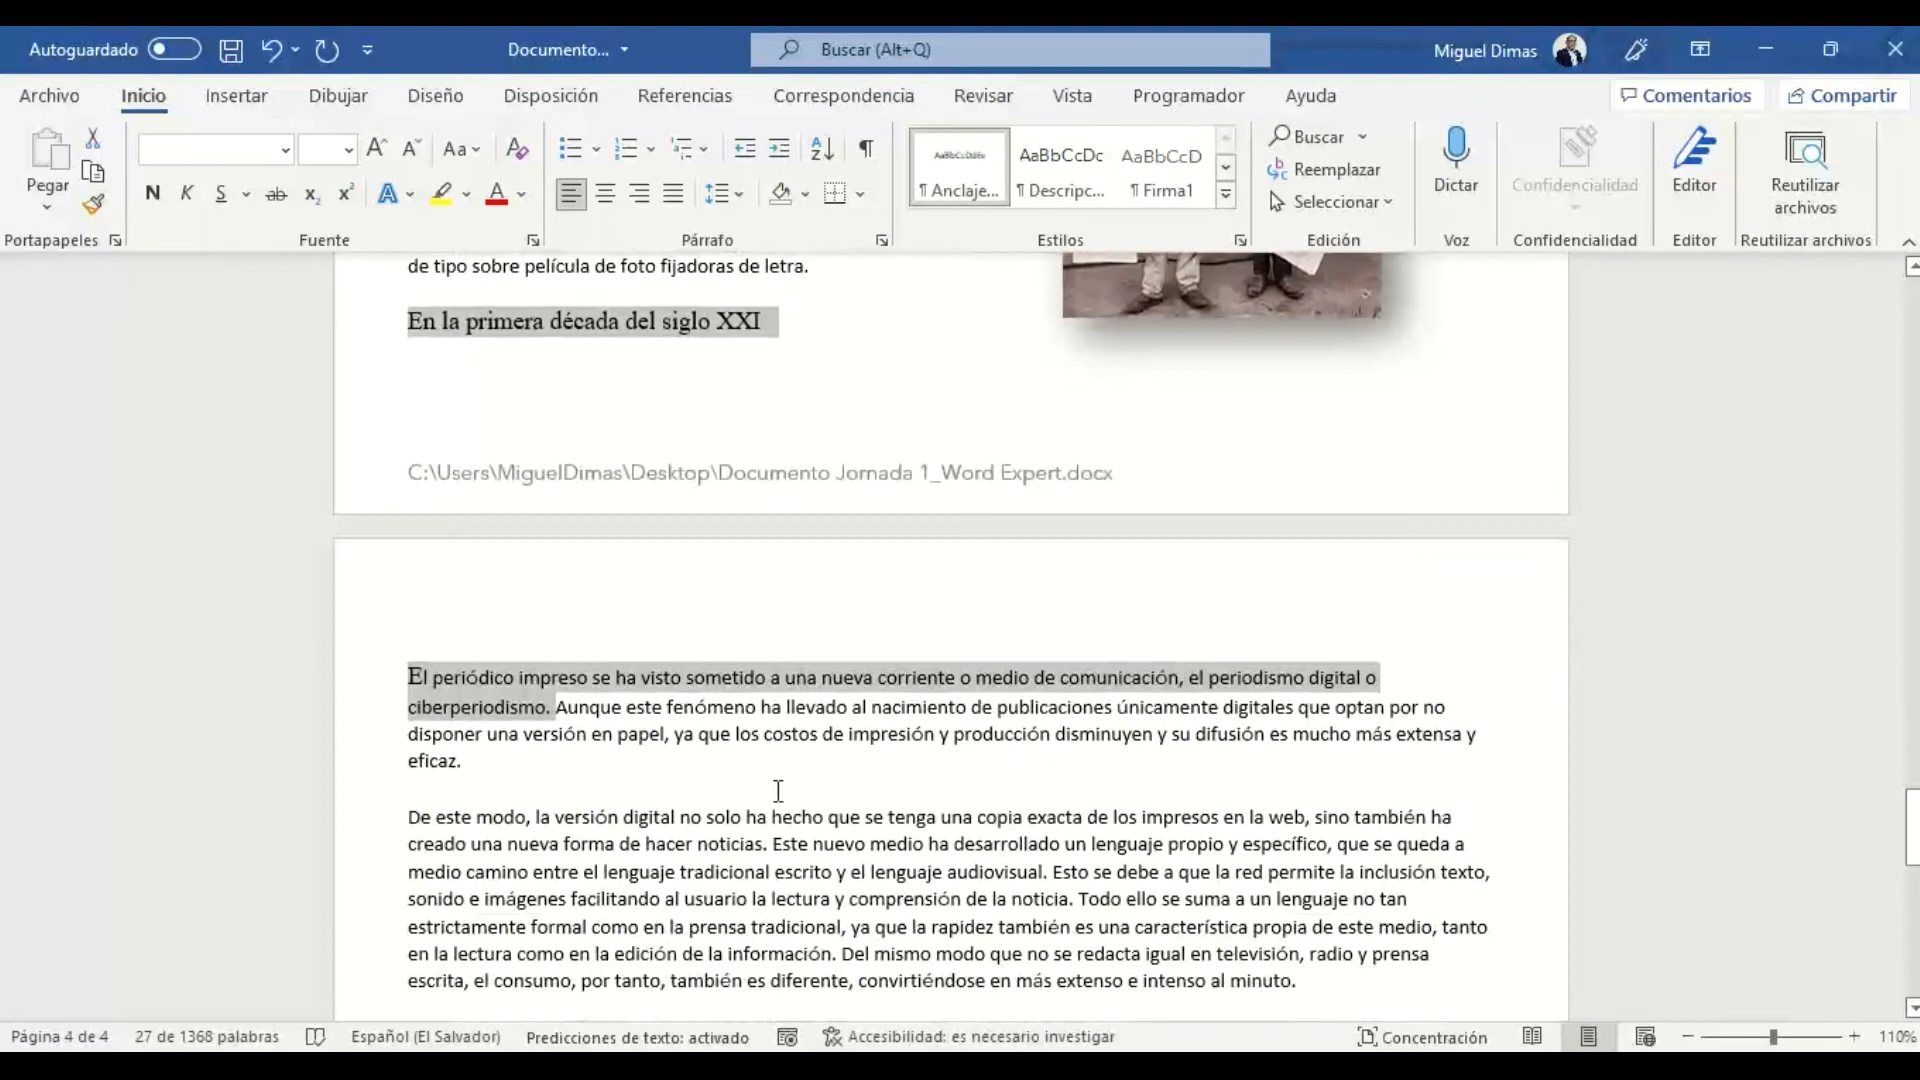 Autoguardado
Documento...
Buscar (Alt+Q)
Miguel Dimas
Archivo Inicio Insertar Dibujar Diseño Disposición Referencias Correspondencia Revisar Vista Programador Ayuda Comentarios Compartir
Pegar
Portapapeles
A A Aa A
N K S ab x₂ x² A A
Fuente
Párrafo
AaBbCcDdEe AaBbCcDc AaBbCcD
¶ Anclaje... ¶ Descripc... ¶ Firma1
Estilos
Buscar
Reemplazar
Seleccionar
Edición
Dictar
Voz
Confidencialidad
Confidencialidad
Editor
Editor
Reutilizar
archivos
Reutilizar archivos
de tipo sobre película de foto fijadoras de letra.
En la primera década del siglo XXI
C:\Users\MiguelDimas\Desktop\Documento Jornada 1_Word Expert.docx
El periódico impreso se ha visto sometido a una nueva corriente o medio de comunicación, el periodismo digital o
ciberperiodismo. Aunque este fenómeno ha llevado al nacimiento de publicaciones únicamente digitales que optan por no
disponer una versión en papel, ya que los costos de impresión y producción disminuyen y su difusión es mucho más extensa y
eficaz.
De este modo, la versión digital no solo ha hecho que se tenga una copia exacta de los impresos en la web, sino también ha
creado una nueva forma de hacer noticias. Este nuevo medio ha desarrollado un lenguaje propio y específico, que se queda a
medio camino entre el lenguaje tradicional escrito y el lenguaje audiovisual. Esto se debe a que la red permite la inclusión texto,
sonido e imágenes facilitando al usuario la lectura y comprensión de la noticia. Todo ello se suma a un lenguaje no tan
estrictamente formal como en la prensa tradicional, ya que la rapidez también es una característica propia de este medio, tanto
en la lectura como en la edición de la información. Del mismo modo que no se redacta igual en televisión, radio y prensa
escrita, el consumo, por tanto, también es diferente, convirtiéndose en más extenso e intenso al minuto.
Página 4 de 4 27 de 1368 palabras Español (El Salvador) Predicciones de texto: activado Accesibilidad: es necesario investigar Concentración 110%